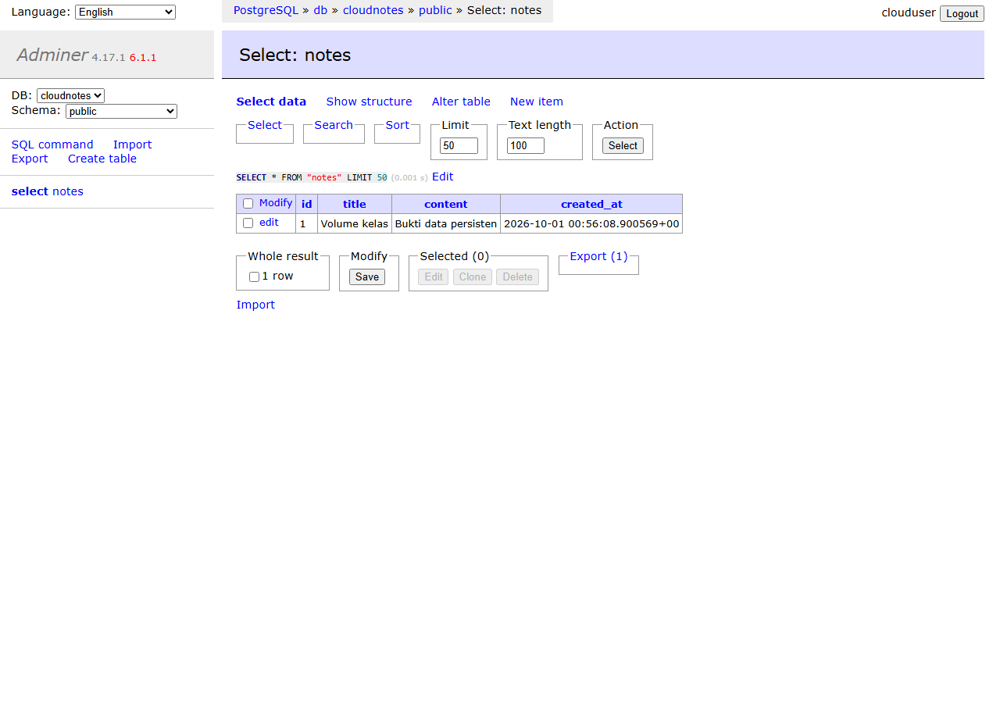 Language: English
PostgreSQL » db » cloudnotes » public » Select: notes
clouduser Logout
Adminer 4.17.1 6.1.1
Select: notes
DB: cloudnotes
Schema: public
SQL command Import
Export Create table
select notes
Select data Show structure Alter table New item
Select Search Sort Limit Text length Action
50 100 Select
SELECT * FROM "notes" LIMIT 50 (0.001 s) Edit
Modify id title content created_at
edit 1 Volume kelas Bukti data persisten 2026-10-01 00:56:08.900569+00
Whole result Modify Selected (0) Export (1)
1 row Save Edit Clone Delete
Import